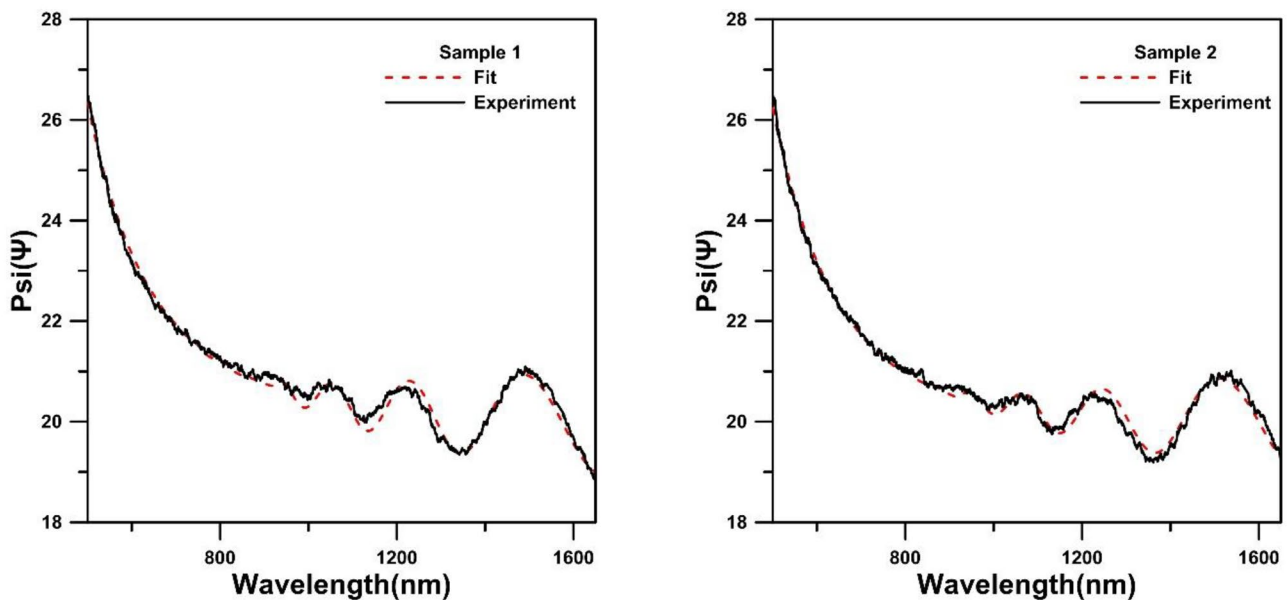 28
26
24
22
20
18
Psi(Ψ)
Sample 1
Fit
Experiment
800
1200
1600
Wavelength(nm)
28
26
24
22
20
18
Psi(Ψ)
Sample 2
Fit
Experiment
800
1200
1600
Wavelength(nm)